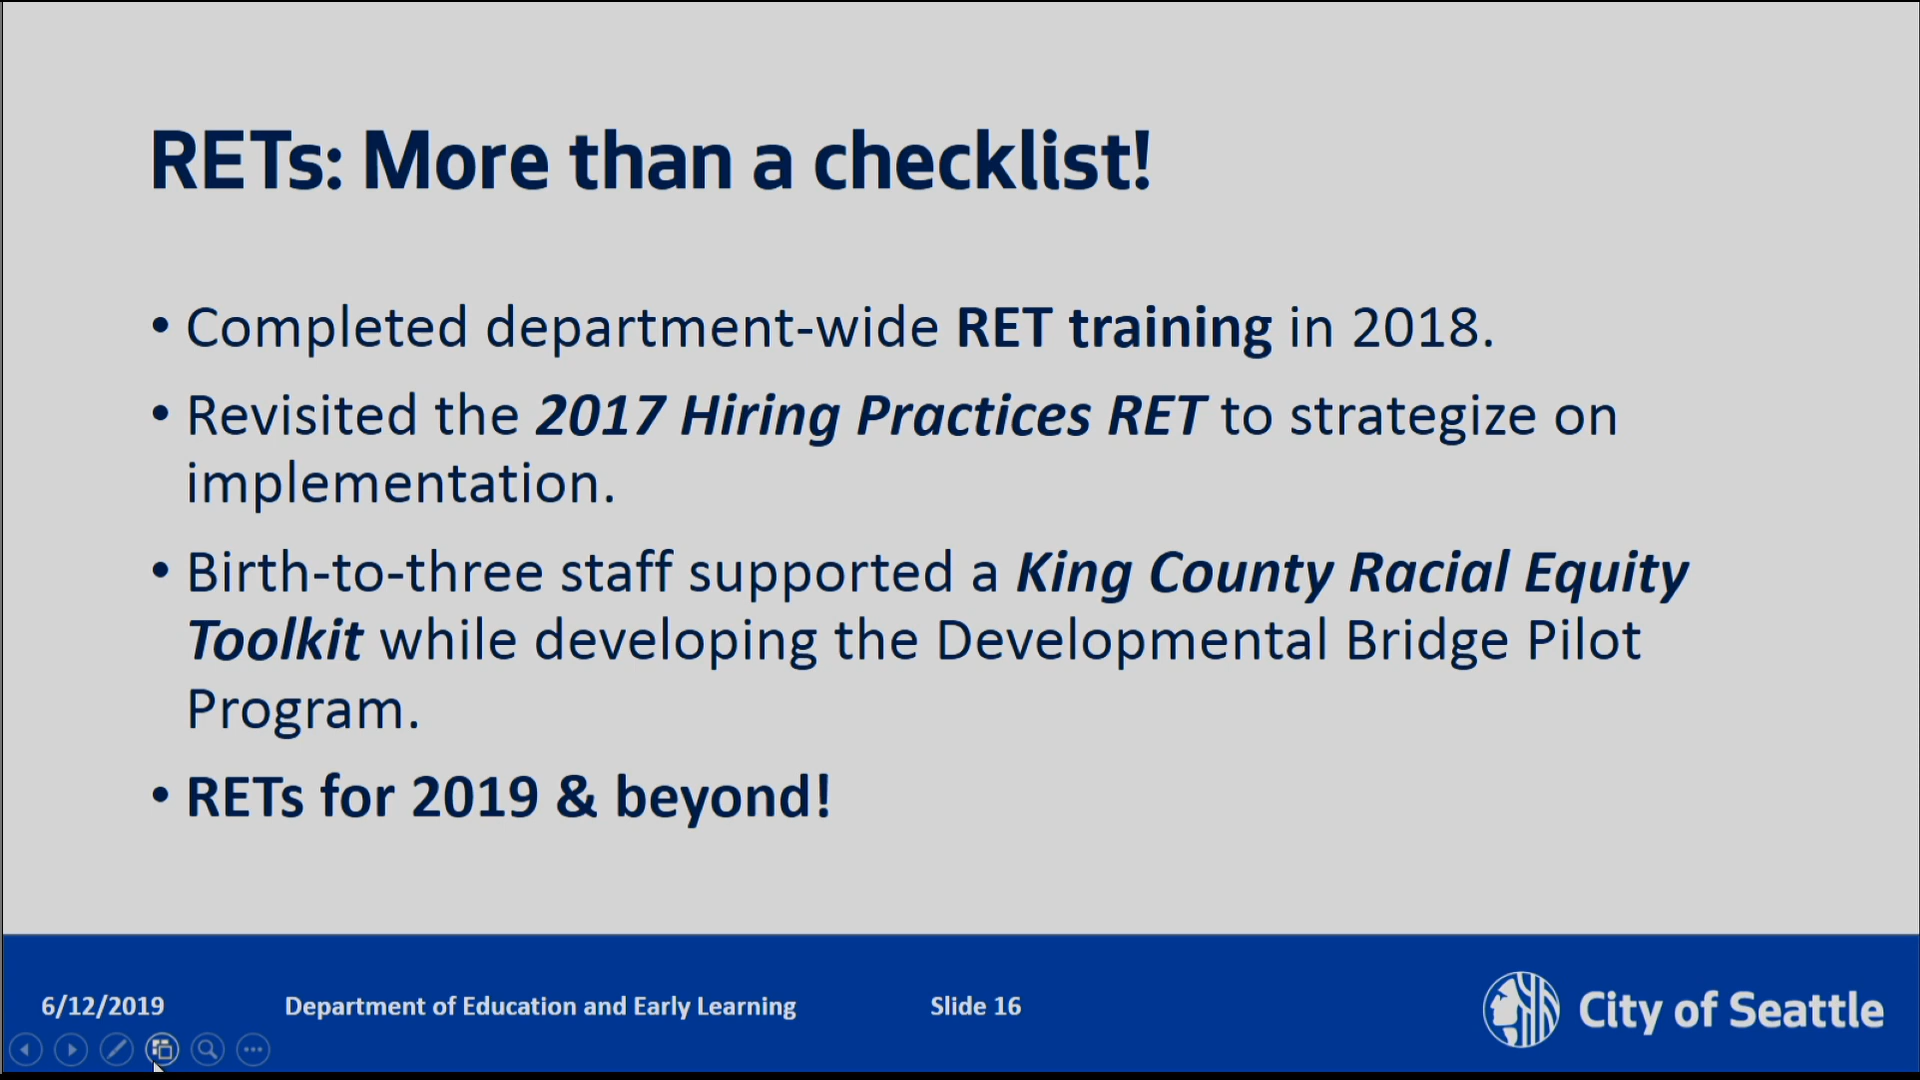 RETs: More than a checklist!
• Completed department-wide RET training in 2018.
• Revisited the 2017 Hiring Practices RET to strategize on
implementation.
• Birth-to-three staff supported a King County Racial Equity
Toolkit while developing the Developmental Bridge Pilot
Program.
• RETs for 2019 & beyond!
6/12/2019 Department of Education and Early Learning Slide 16 City of Seattle